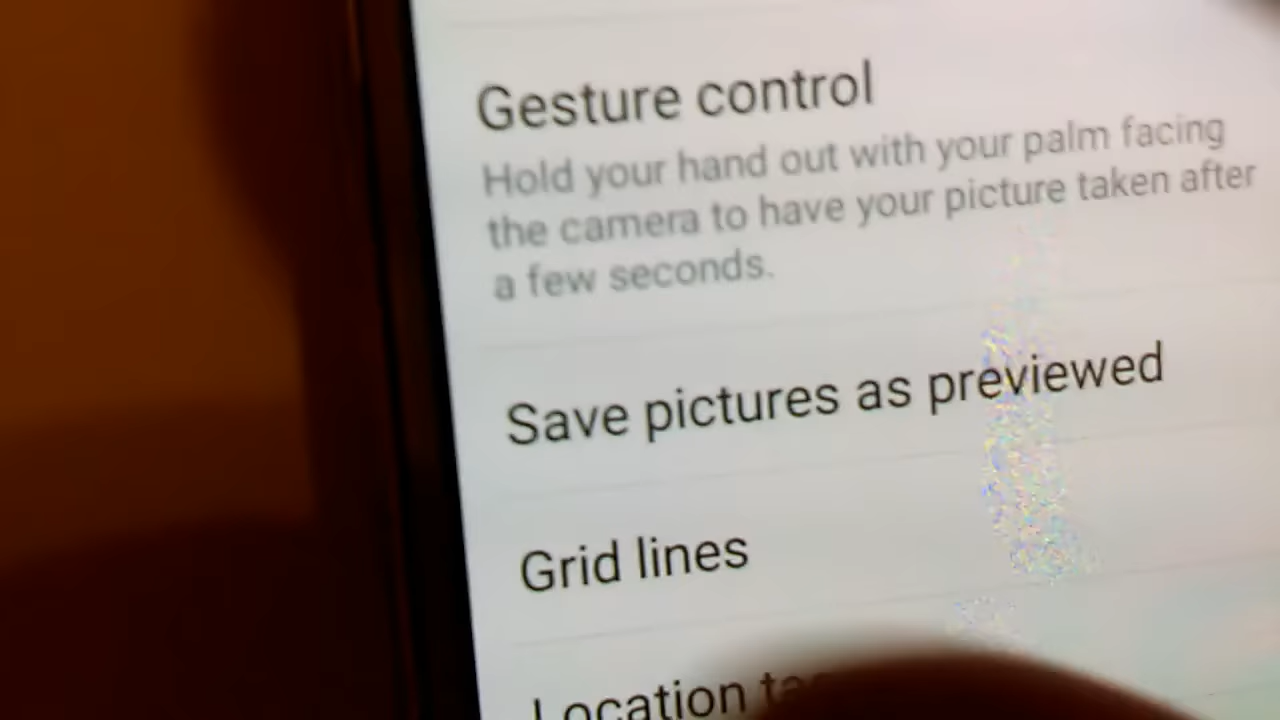 Gesture control
Hold your hand out with your palm facing
the camera to have your picture taken after
a few seconds.
Save pictures as previewed
Grid lines
Location